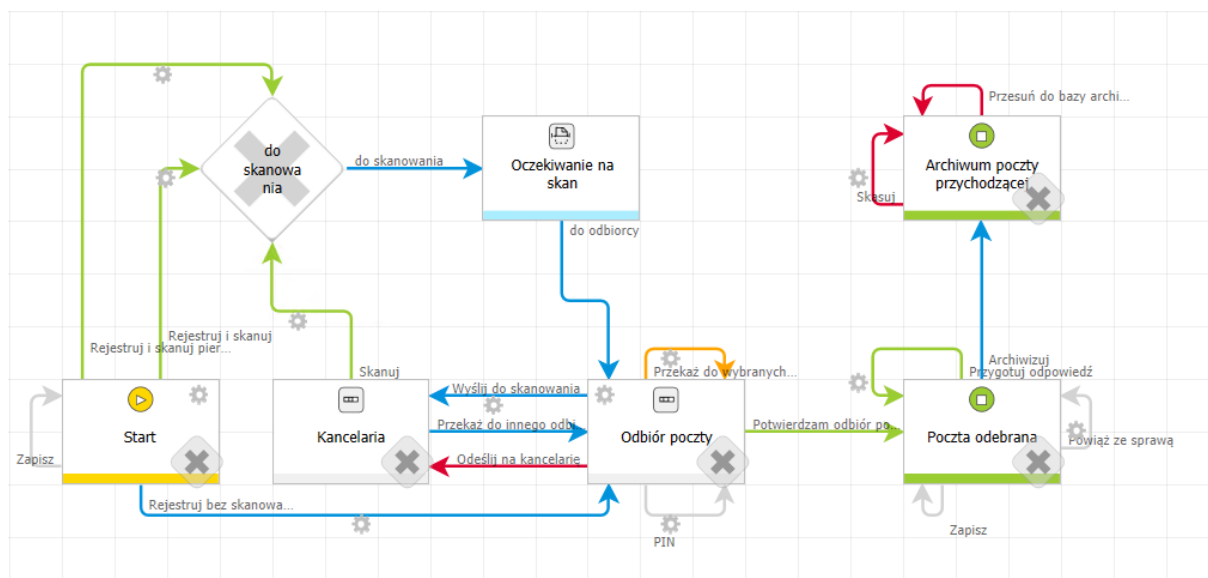 do
skanowa
nia
do skanowania
Oczekiwanie na
skan
do odbiorcy
Przesuń do bazy archi...
Archiwum poczty
przychodzącej
Skasuj
Rejestruj i skanuj
Rejestruj i skanuj pier...
Skanuj
Przekaż do wybranych...
Archiwizuj
Przygotuj odpowiedź
Zapisz
Start
Kancelaria
Wyślij do skanowania
Przekaż do innego odbi...
Odeślij na kancelarie
Odbiór poczty
Potwierdzam odbiór po...
Poczta odebrana
Powiąż ze sprawą
Rejestruj bez skanowa...
PIN
Zapisz